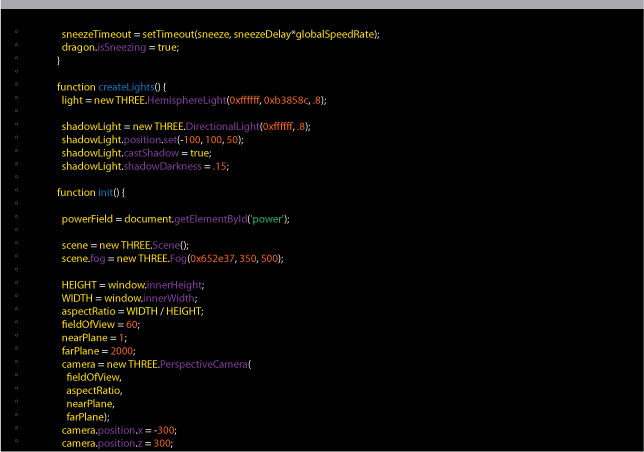 sneezeTimeout = setTimeout(sneeze, sneezeDelay*globalSpeedRate);
dragon.isSneezing = true;
}
function createLights() {
light = new THREE.HemisphereLight(0xffffff, 0xb3858c, .8);
shadowLight = new THREE.DirectionalLight(0xffffff, .8);
shadowLight.position.set(-100, 100, 50);
shadowLight.castShadow = true;
shadowLight.shadowDarkness = .15;
function init() {
powerField = document.getElementById('power');
scene = new THREE.Scene();
scene.fog = new THREE.Fog(0x652e37, 350, 500);
HEIGHT = window.innerHeight;
WIDTH = window.innerWidth;
aspectRatio = WIDTH / HEIGHT;
fieldOfView = 60;
nearPlane = 1;
farPlane = 2000;
camera = new THREE.PerspectiveCamera(
fieldOfView,
aspectRatio,
nearPlane,
farPlane);
camera.position.x = -300;
camera.position.z = 300;